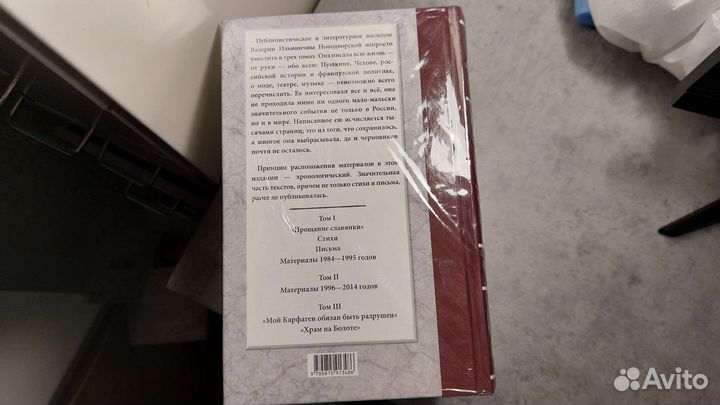 Публицистическое и литературное наследие
Валерии Ильиничны Новодворской непросто
уместить в трех томах. Она писала всю жизнь —
от руки — обо всем: Пушкине, Чехове, рос-
сийской истории и французской политике,
о моде, театре, музыке — невозможно всего
перечислить. Ее интересовали все и всё, она
не проходила мимо ни одного мало-мальски
значительного события не только в России,
но и в мире. Написанное ею исчисляется ты-
сячами страниц; это из того, что сохранилось,
а многое она выбрасывала, да и черновиков
почти не осталось.
Принцип расположения материалов в этом
издании — хронологический. Значительная
часть текстов, причем не только стихи и письма,
ранее не публиковалась.
Том I
«Прощание славянки»
Стихи
Письма
Материалы 1984—1995 годов
Том II
Материалы 1996—2014 годов
Том III
«Мой Карфаген обязан быть разрушен»
«Храм на Болоте»
9 785815 913486
Avito